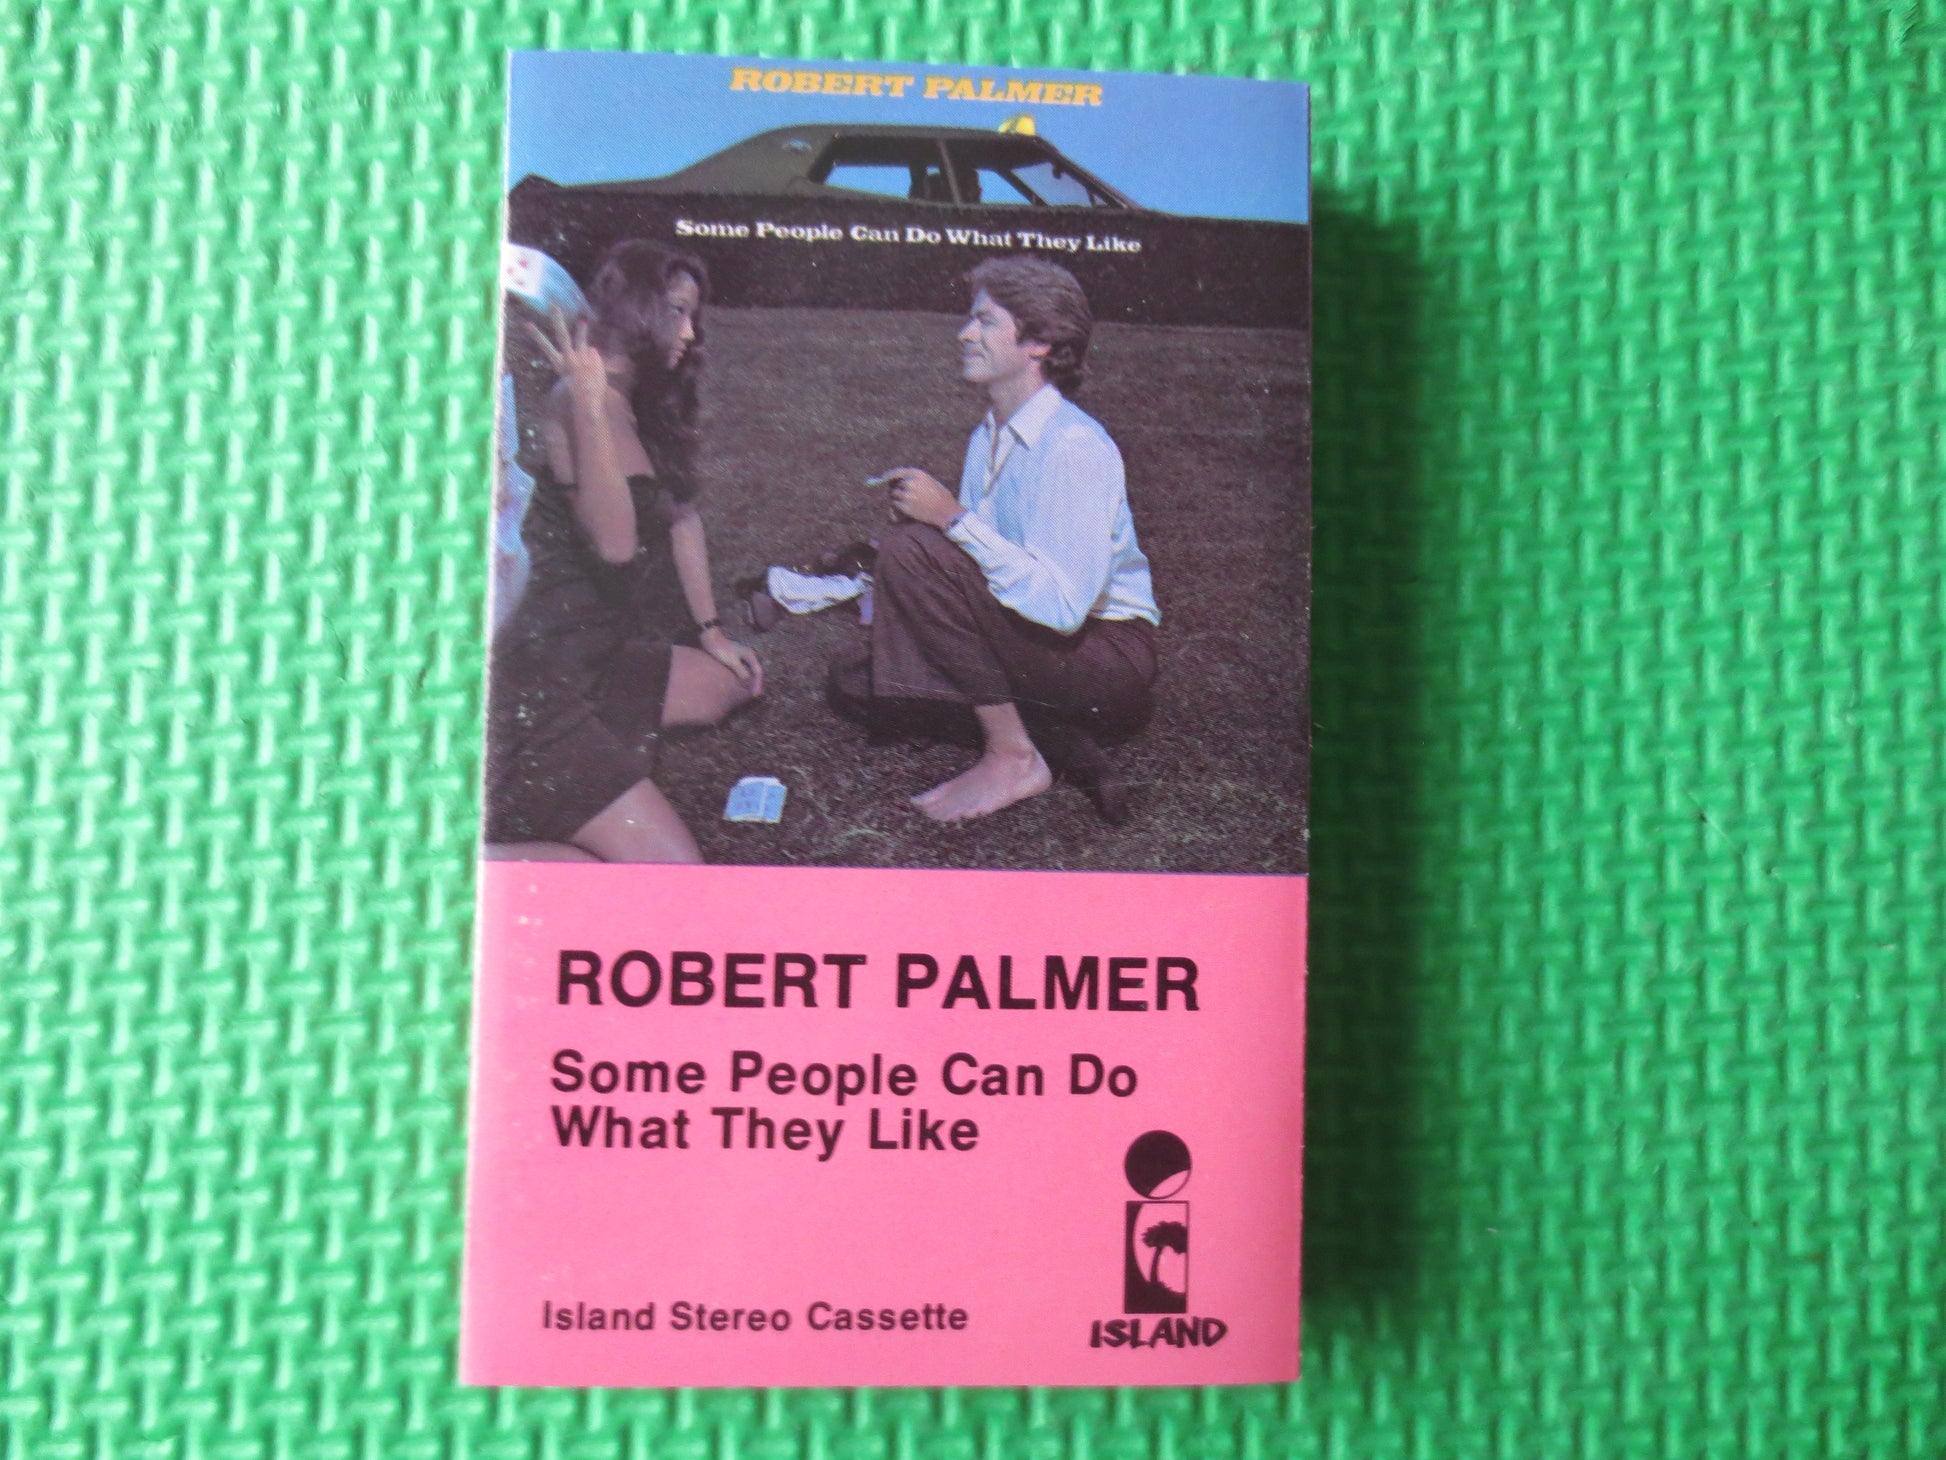 ROBERT PALMER
Some People Can Do What They Like
ROBERT PALMER
Some People Can Do
What They Like
Island Stereo Cassette
ISLAND